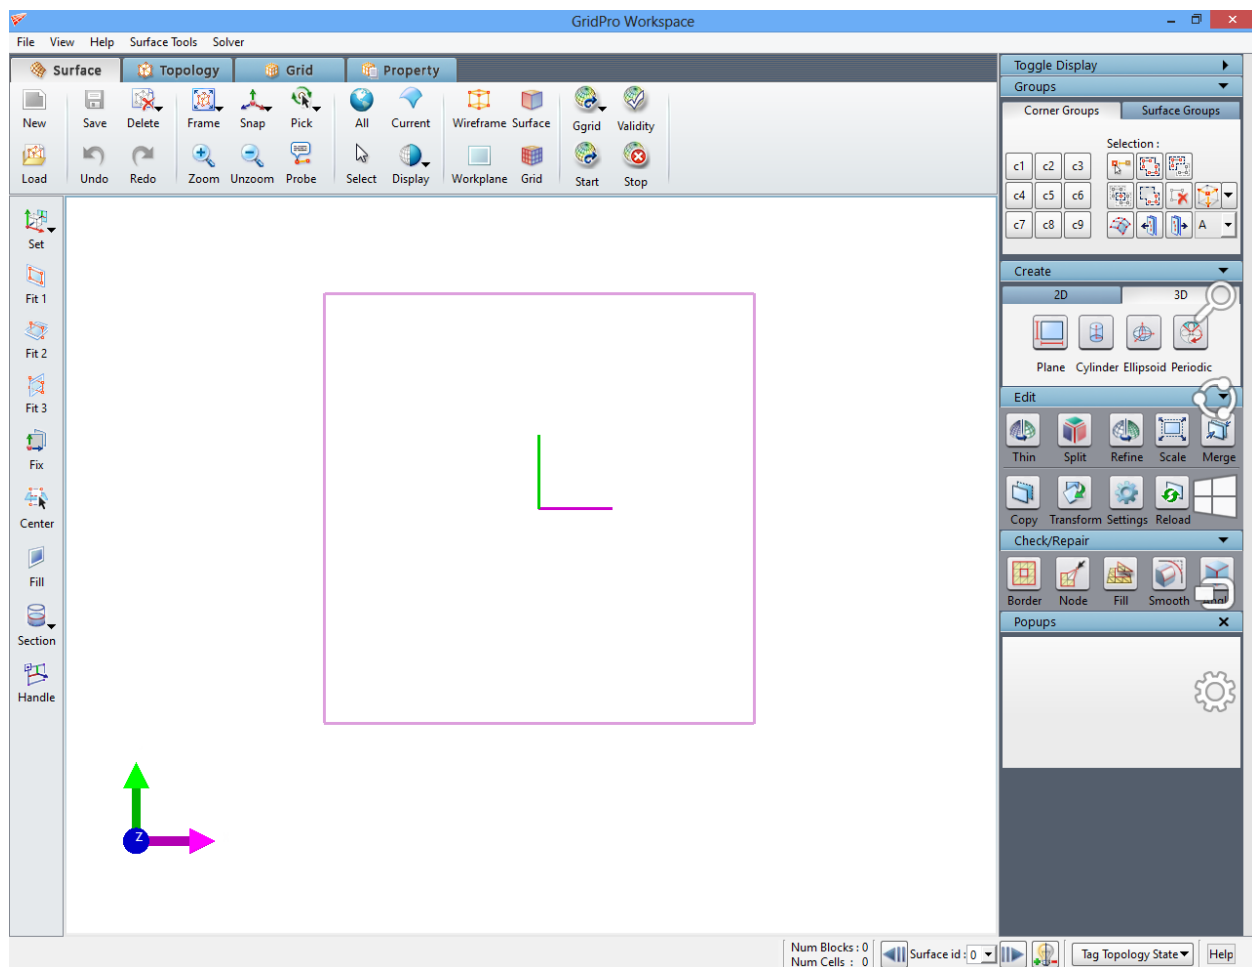 GridPro Workspace
File View Help Surface Tools Solver
Surface Topology Grid Property
New Save Delete Frame Snap Pick All Current Wireframe Surface Ggrid Validity
Load Undo Redo Zoom Unzoom Probe Select Display Workplane Grid Start Stop
Set
Fit 1
Fit 2
Fit 3
Fix
Center
Fill
Section
Handle
Z
Toggle Display
Groups
Corner Groups Surface Groups
Selection :
c1 c2 c3
c4 c5 c6
c7 c8 c9 A
Create
2D 3D
Plane Cylinder Ellipsoid Periodic
Edit
Thin Split Refine Scale Merge
Copy Transform Settings Reload
Check/Repair
Border Node Fill Smooth
Popups
Num Blocks : 0
Num Cells : 0
Surface id : 0 Tag Topology State Help